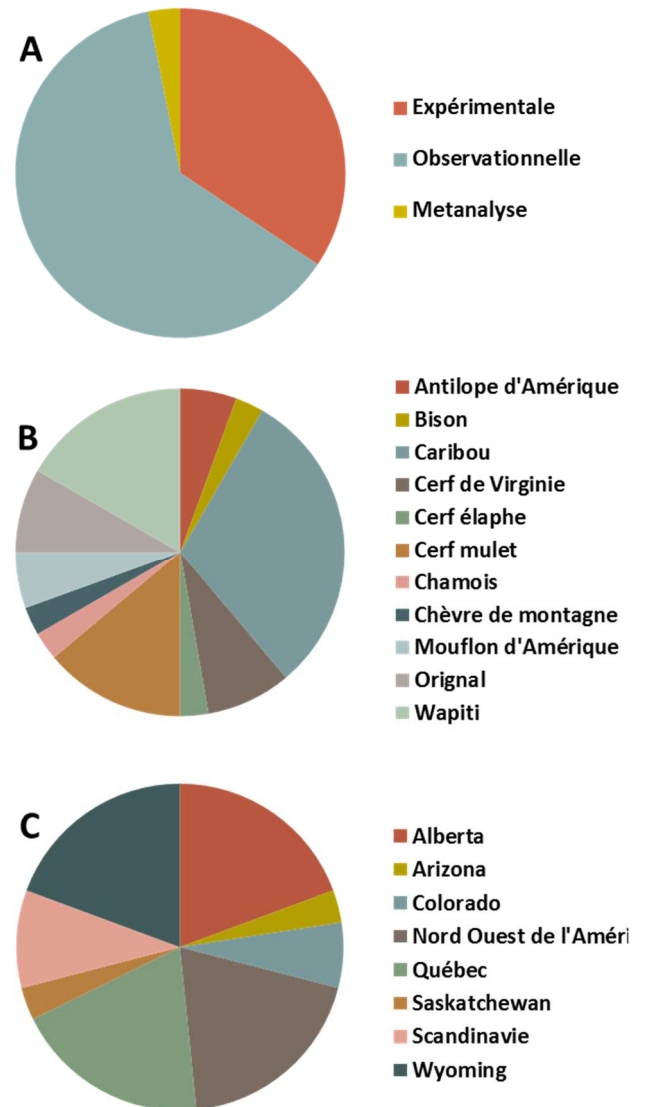 A
Expérimentale
Observationnelle
Metanalyse
B
Antilope d'Amérique
Bison
Caribou
Cerf de Virginie
Cerf élaphe
Cerf mulet
Chamois
Chèvre de montagne
Mouflon d'Amérique
Orignal
Wapiti
C
Alberta
Arizona
Colorado
Nord Ouest de l'Améri
Québec
Saskatchewan
Scandinavie
Wyoming